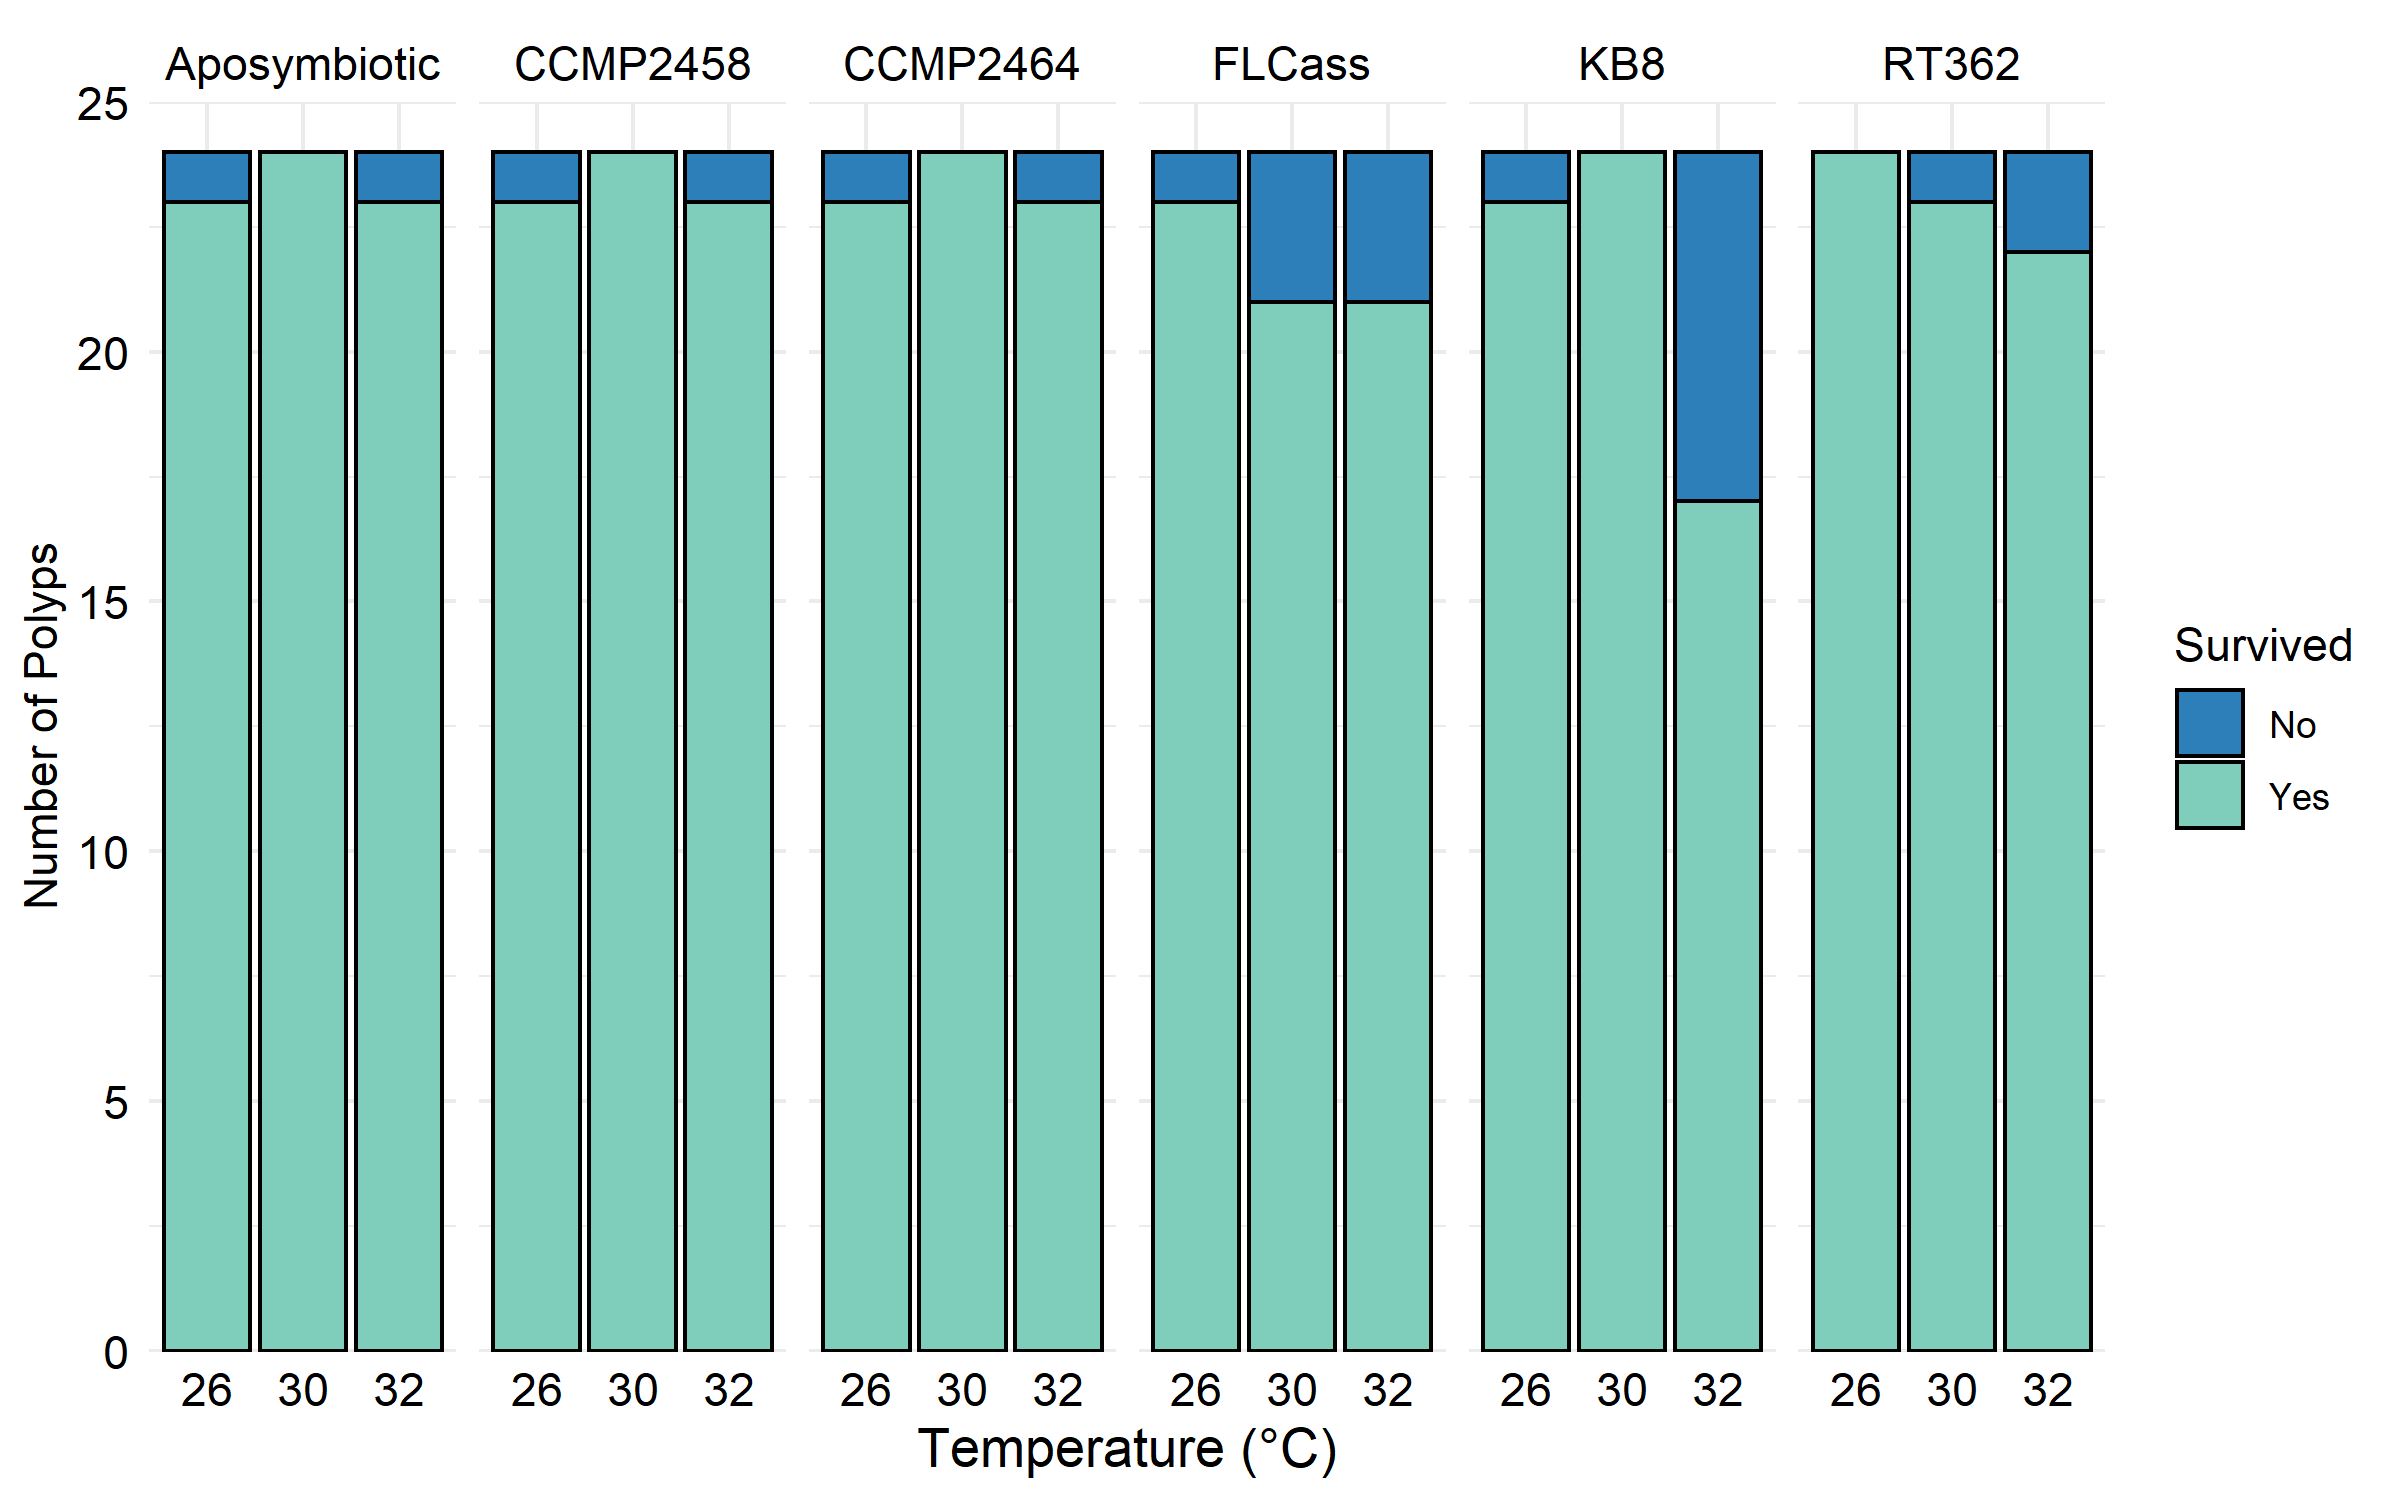 Aposymbiotic CCMP2458 CCMP2464 FLCass KB8 RT362
25
20
15
10
5
0
Number of Polyps
26 30 32 26 30 32 26 30 32 26 30 32 26 30 32 26 30 32
Temperature (°C)
Survived
No
Yes